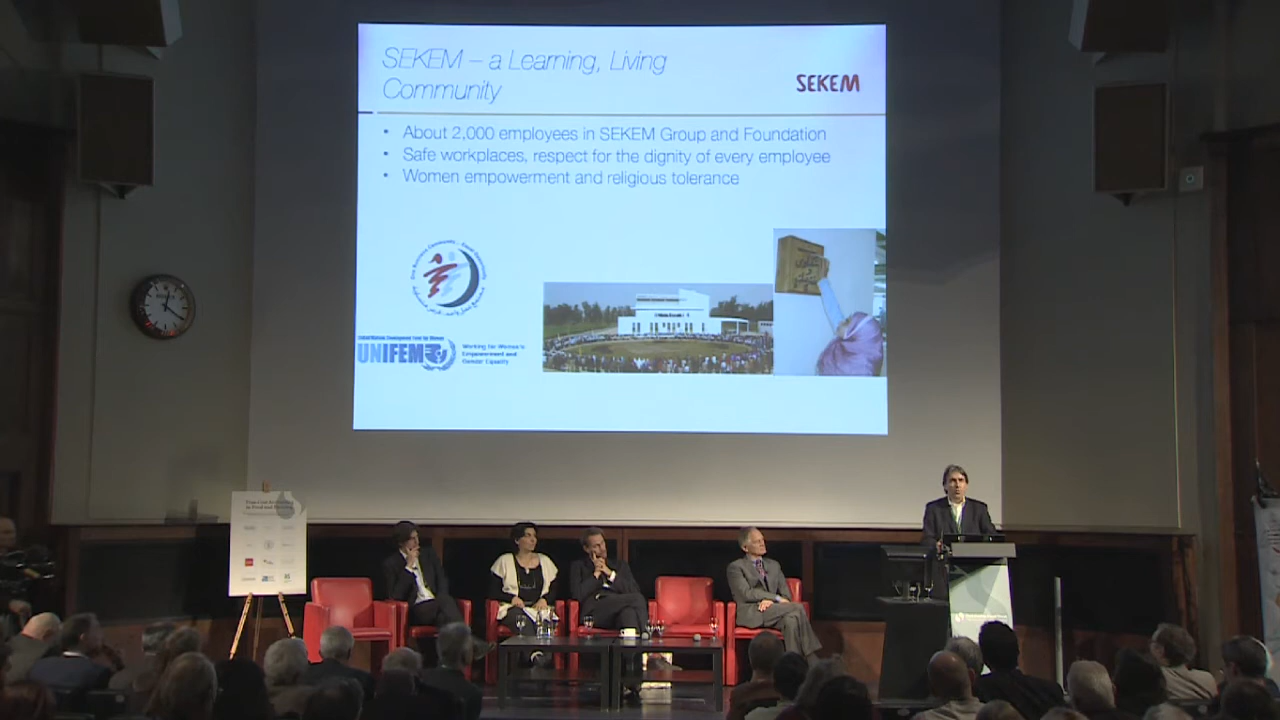 SEKEM – a Learning, Living
Community
SEKEM
• About 2,000 employees in SEKEM Group and Foundation
• Safe workplaces, respect for the dignity of every employee
• Women empowerment and religious tolerance
UNIFEM
Working for Women's
Empowerment and
Gender Equality